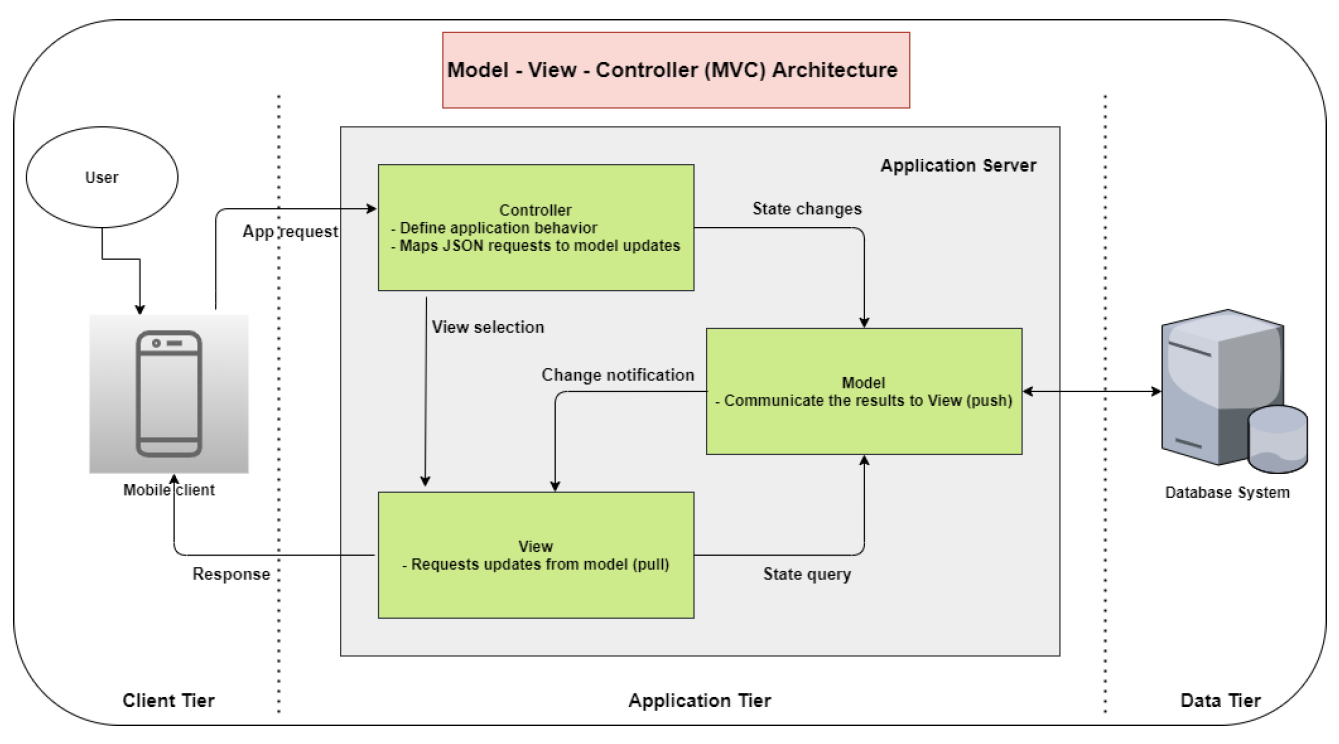 Model - View - Controller (MVC) Architecture
User
Application Server
Controller
- Define application behavior
- Maps JSON requests to model updates
State changes
App request
View selection
Change notification
Model
- Communicate the results to View (push)
Mobile client
Database System
View
- Requests updates from model (pull)
Response
State query
Client Tier
Application Tier
Data Tier